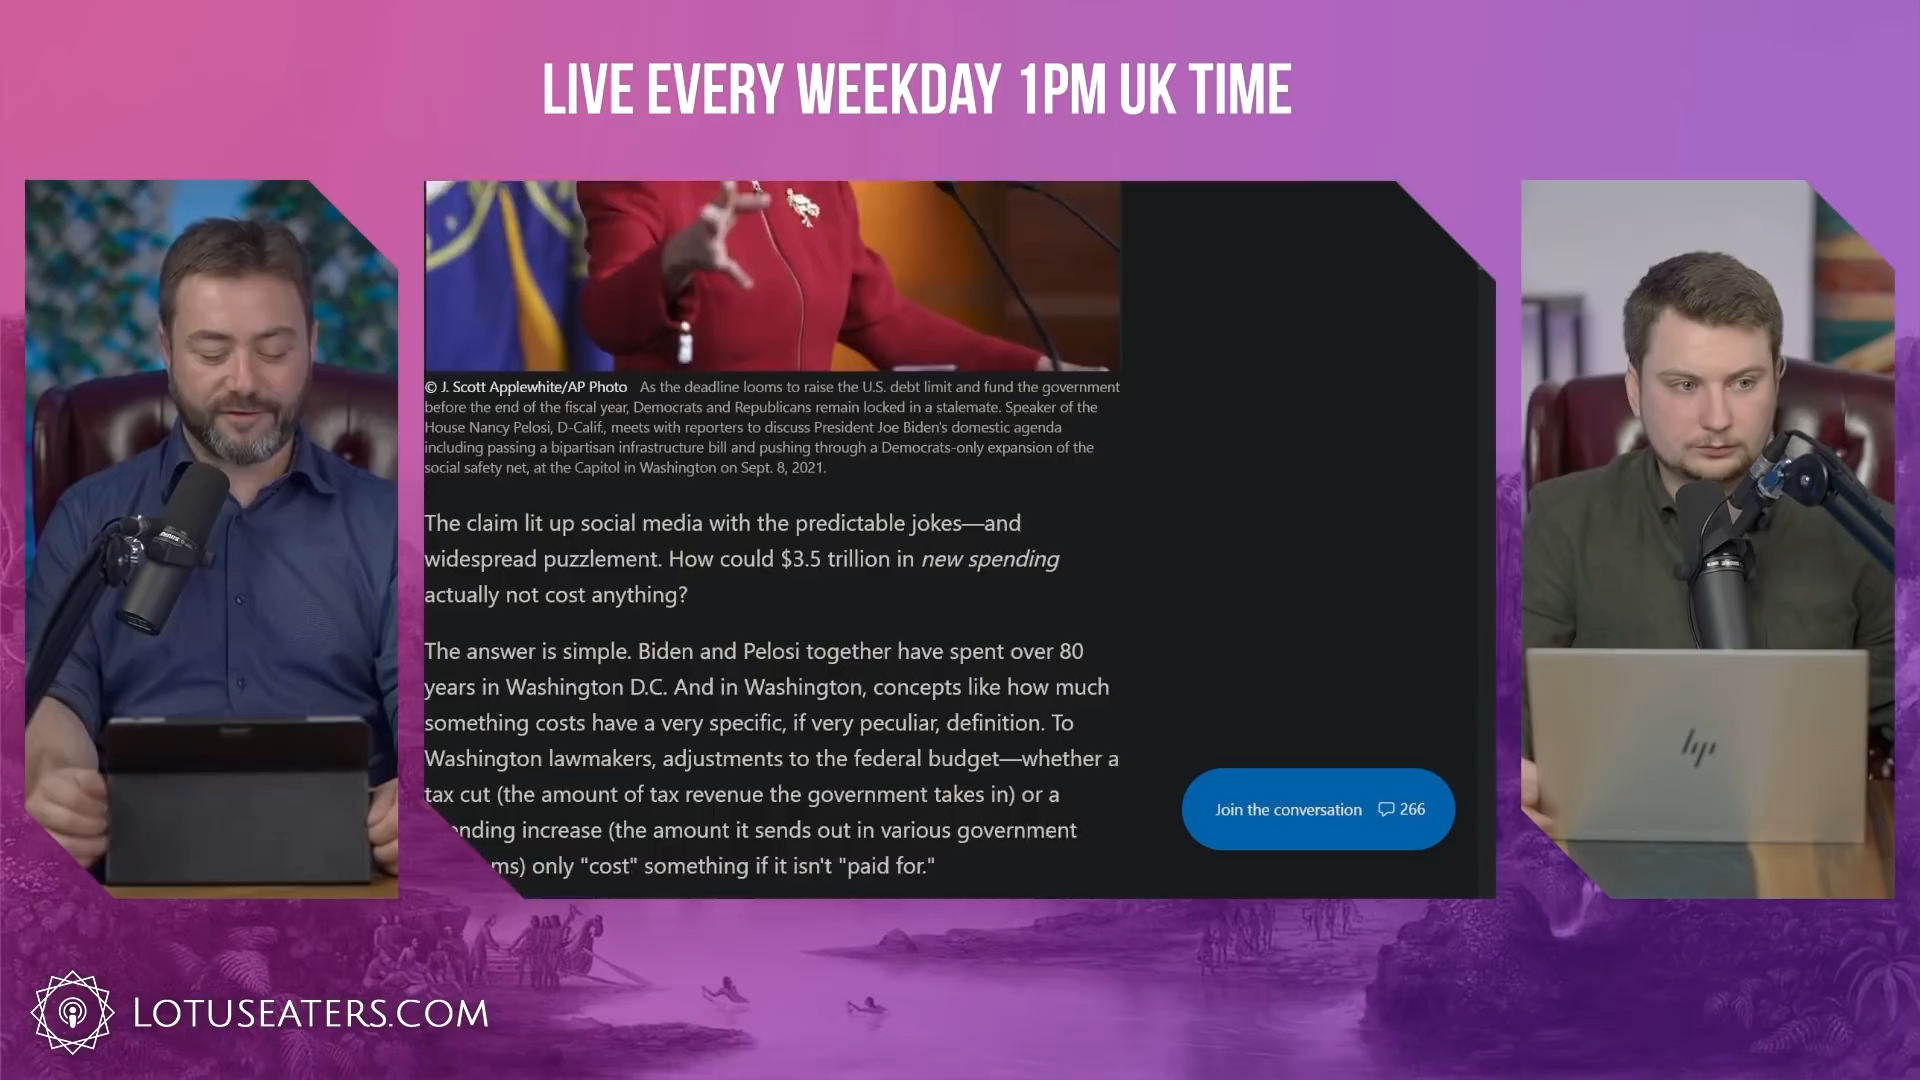 LIVE EVERY WEEKDAY 1PM UK TIME
© J. Scott Applewhite/AP Photo As the deadline looms to raise the U.S. debt limit and fund the government
before the end of the fiscal year, Democrats and Republicans remain locked in a stalemate. Speaker of the
House Nancy Pelosi, D-Calif., meets with reporters to discuss President Joe Biden's domestic agenda
including passing a bipartisan infrastructure bill and pushing through a Democrats-only expansion of the
social safety net, at the Capitol in Washington on Sept. 8, 2021.
The claim lit up social media with the predictable jokes—and
widespread puzzlement. How could $3.5 trillion in new spending
actually not cost anything?
The answer is simple. Biden and Pelosi together have spent over 80
years in Washington D.C. And in Washington, concepts like how much
something costs have a very specific, if very peculiar, definition. To
Washington lawmakers, adjustments to the federal budget—whether a
tax cut (the amount of tax revenue the government takes in) or a
nding increase (the amount it sends out in various government
ms) only "cost" something if it isn't "paid for."
Join the conversation 266
hp
LOTUSEATERS.COM